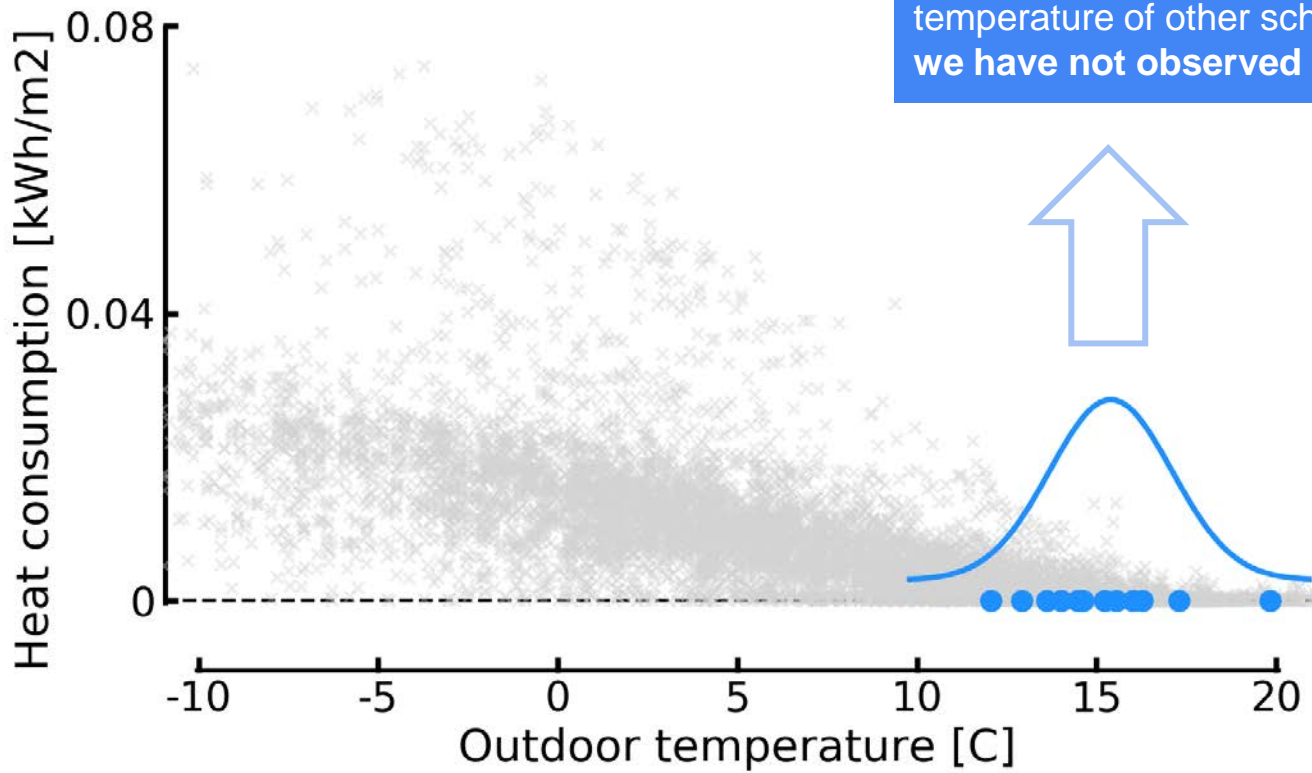 temperature of other
we have not observed
0.08
0.04
0
Heat consumption [kWh/m2]
-10 -5 0 5 10 15 20
Outdoor temperature [C]